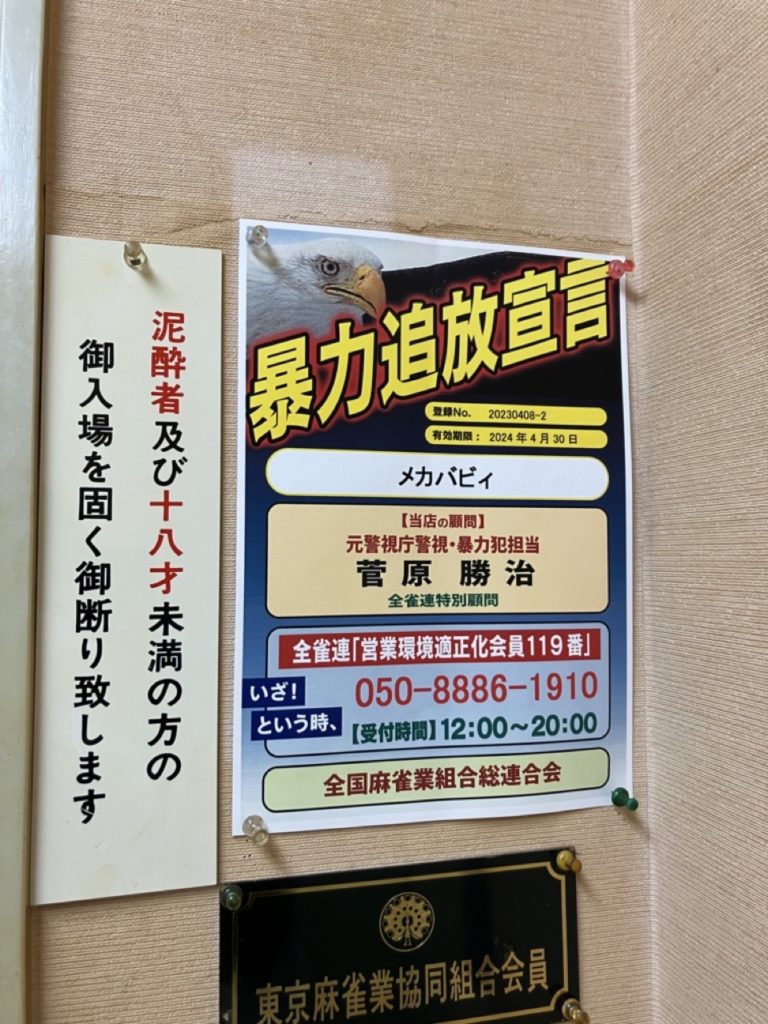 泥酔者及び十八才未満の方の
御入場を固く御断り致します
暴力追放宣言
登録No. 20230408-2
有効期限： 2024年4月30日
メカバビィ
【当店の顧問】
元警視庁警視・暴力犯担当
菅原 勝治
全雀連特別顧問
全雀連「営業環境適正化会員119番」
いざ！
という時、
050-8886-1910
【受付時間】12:00～20:00
全国麻雀業組合総連合会
東京麻雀業協同組合会員